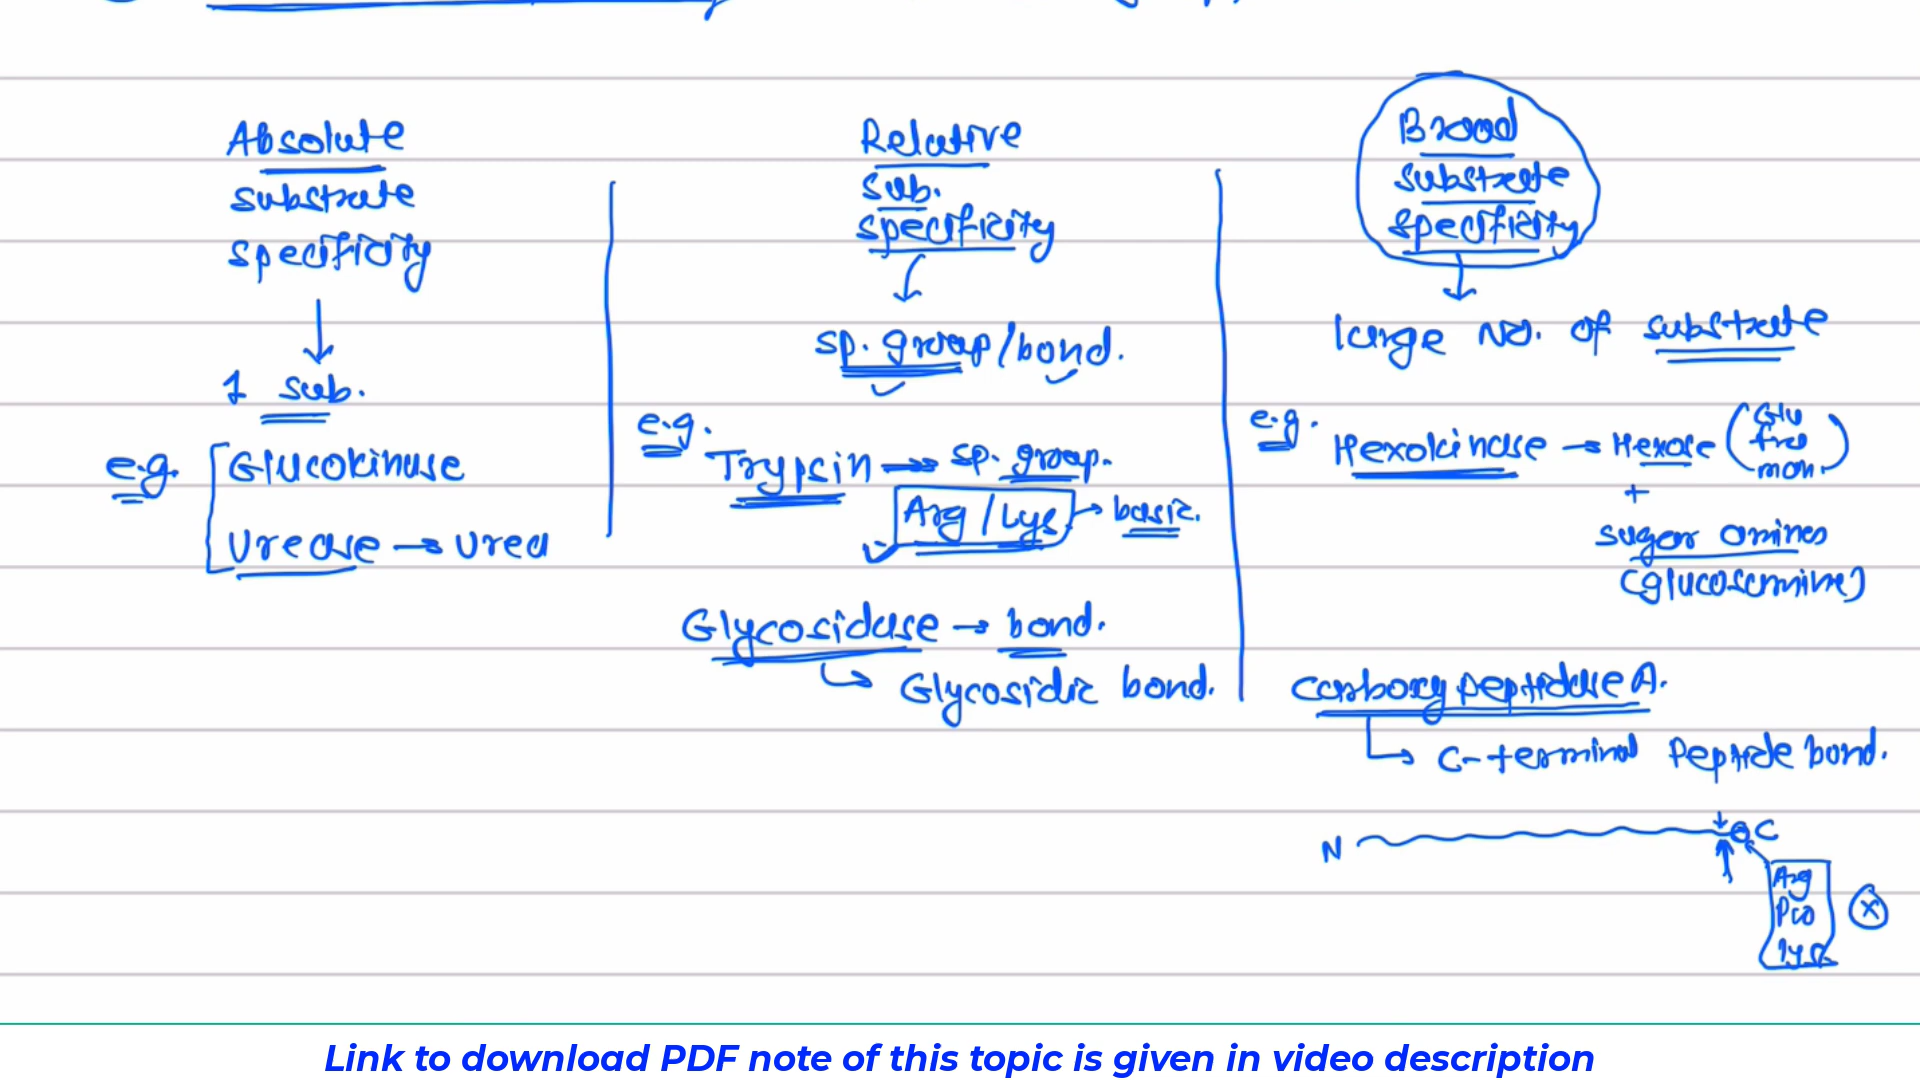 Absolute
substrate
specificity
1 sub.
e.g. Glucokinase
Urease → Urea
Relative
sub.
specificity
sp. group/bond.
e.g.
Trypsin → sp. group.
Arg / Lys → basic.
Glycosidase → bond.
Glycosidic bond.
Broad
substrate
specificity
large No. of substrate
e.g. Hexokinase → Hexose (Glu
fru
man.)
+
sugar amines
(glucosamine)
carboxypeptidase A.
C-terminal Peptide bond.
N C
Arg
Pro
lys
X
Link to download PDF note of this topic is given in video description